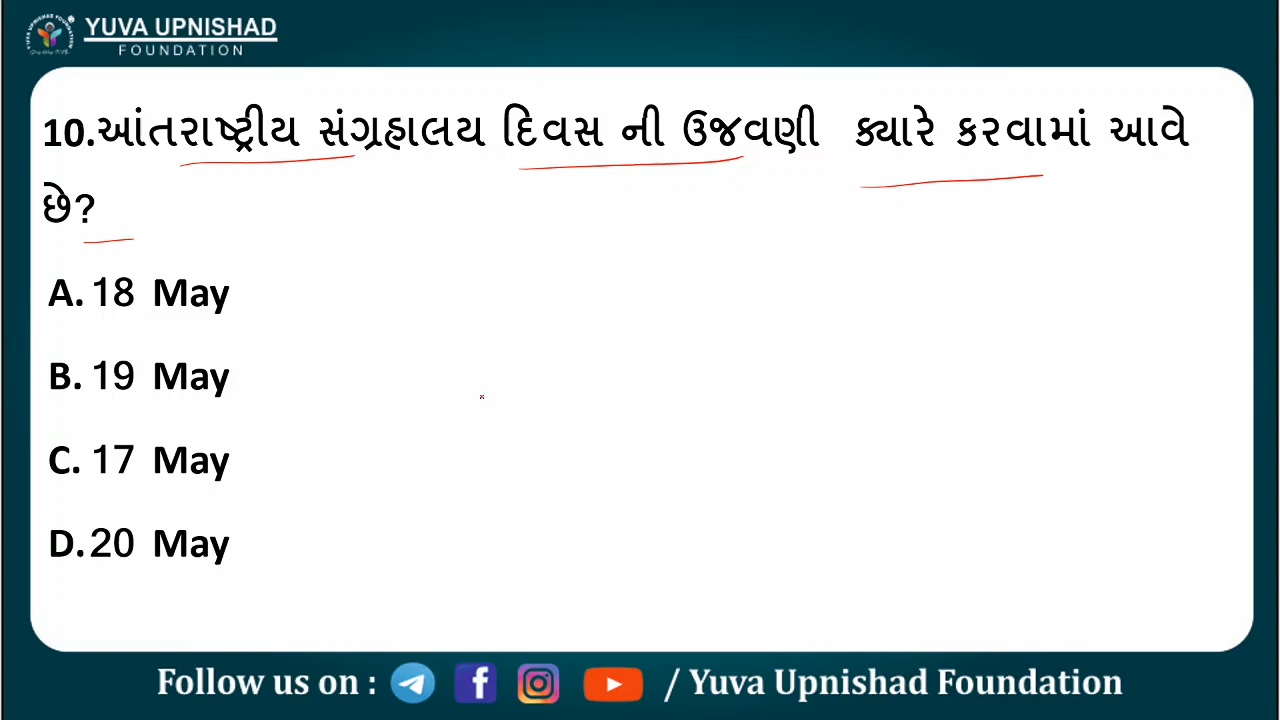 YUVA UPNISHAD
FOUNDATION
10.આંતરાષ્ટ્રીય સંગ્રહાલય દિવસ ની ઉજવણી ક્યારે કરવામાં આવે
છે?
A. 18 May
B. 19 May
C. 17 May
D. 20 May
Follow us on : / Yuva Upnishad Foundation